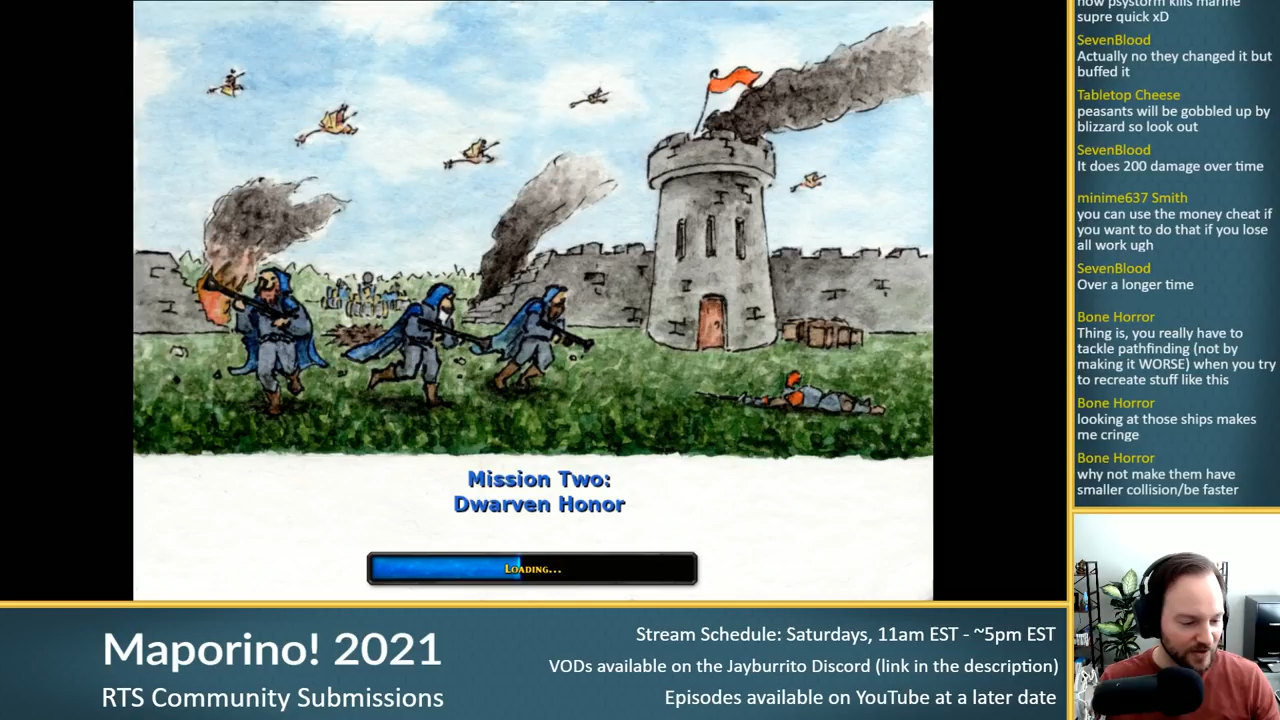 now psystorm kills marine
supre quick xD
SevenBlood
Actually no they changed it but
buffed it
Tabletop Cheese
peasants will be gobbled up by
blizzard so look out
SevenBlood
It does 200 damage over time
minime637 Smith
you can use the money cheat if
you want to do that if you lose
all work ugh
SevenBlood
Over a longer time
Bone Horror
Thing is, you really have to
tackle pathfinding (not by
making it WORSE) when you try
to recreate stuff like this
Bone Horror
looking at those ships makes
me cringe
Bone Horror
why not make them have
smaller collision/be faster
Mission Two:
Dwarven Honor
Loading...
Maporino! 2021
RTS Community Submissions
Stream Schedule: Saturdays, 11am EST - ~5pm EST
VODs available on the Jayburrito Discord (link in the description)
Episodes available on YouTube at a later date